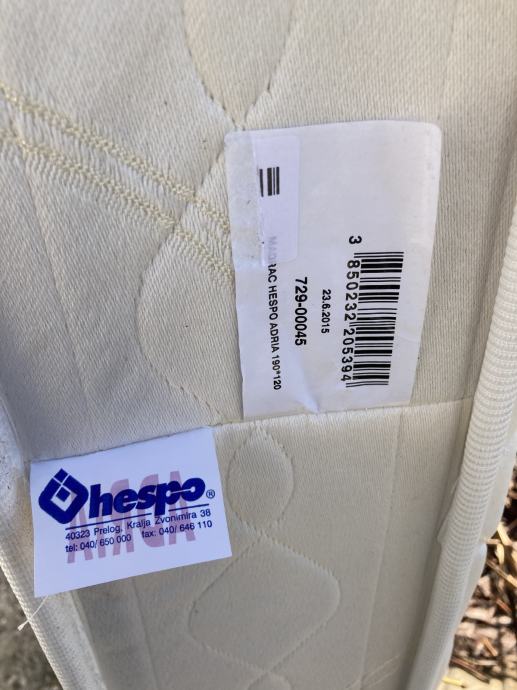 MADRAC HESPO ADRIA 190*120
729-00045
23.6.2015
3 850232 205394
hespo®
40323 Prelog, Kralja Zvonimira 38
tel: 040/ 650 000 fax: 040/ 646 110